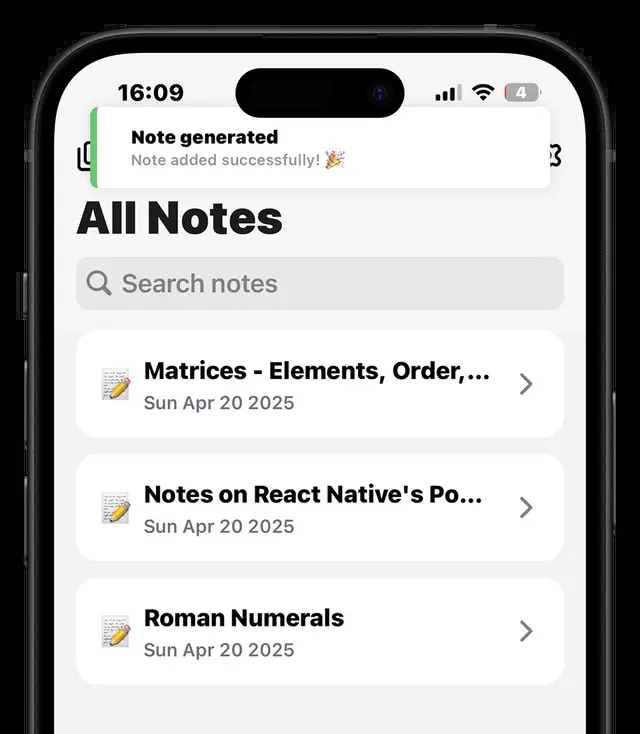 16:09
4
Note generated
Note added successfully! 🎉
All Notes
Search notes
Matrices - Elements, Order,...
Sun Apr 20 2025
Notes on React Native's Po...
Sun Apr 20 2025
Roman Numerals
Sun Apr 20 2025